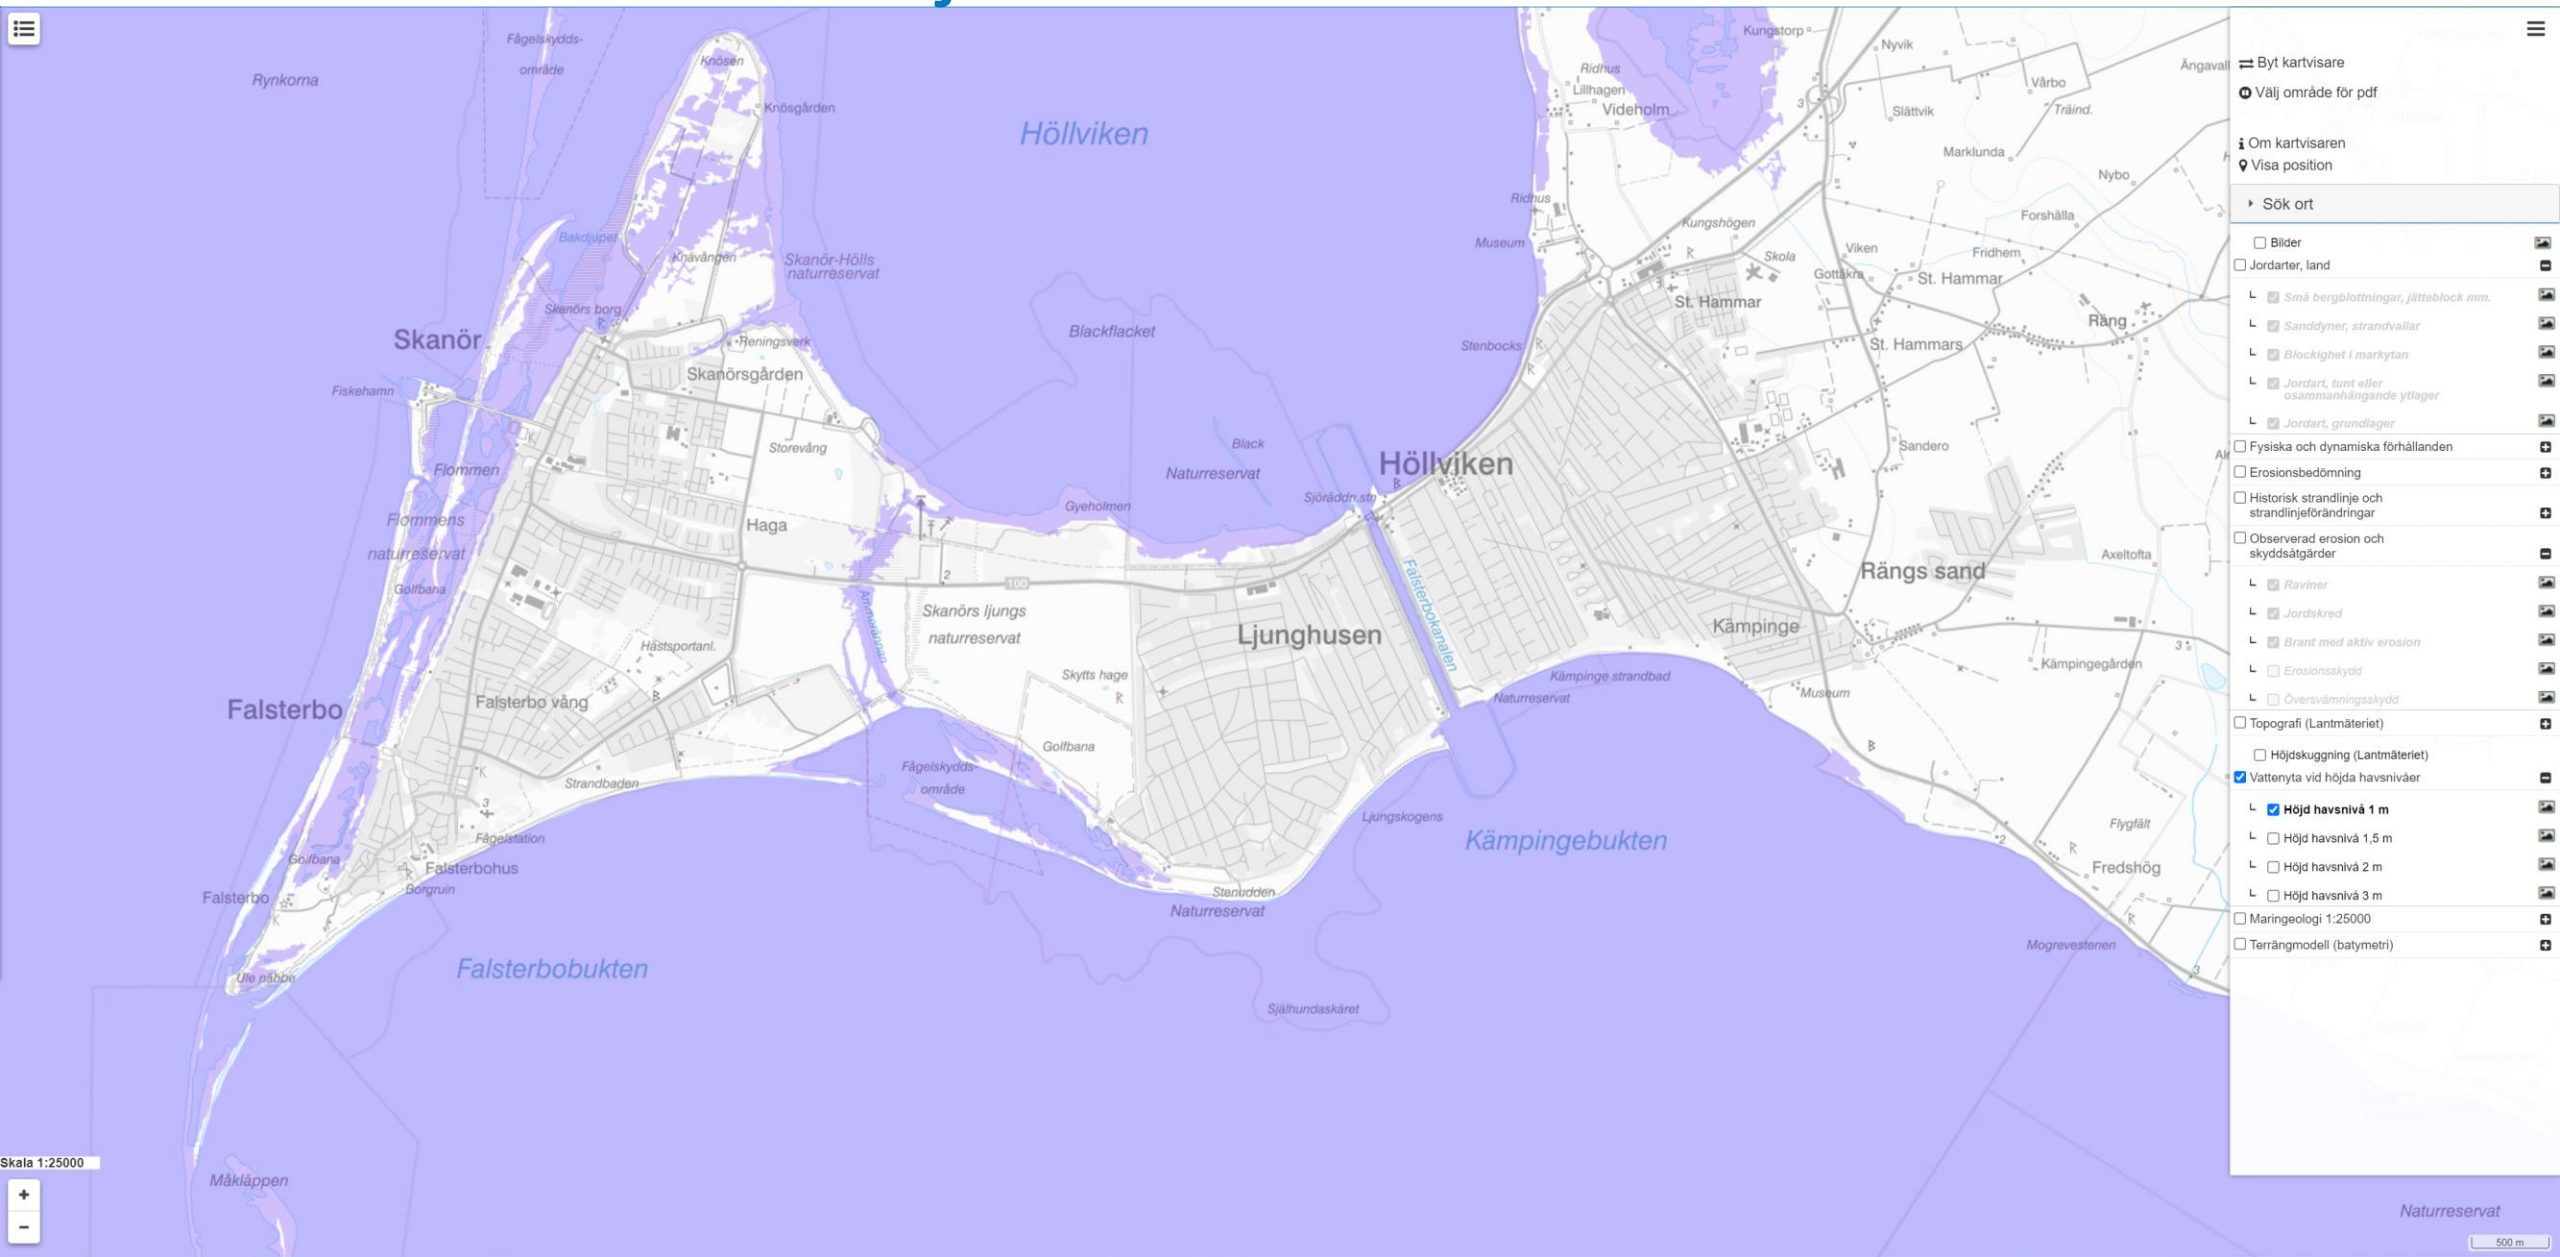 Fågelskydds-
område
Rynkorna
Knösen
Knösgården
Höllviken
Kungstorp
Nyvik
Ridhus
Lillhagen
Videholm
3
Vårbo
Träind.
Slättvik
Marklunda
Nybo
Bakdjupet
Knävången
Skanör-Hölls
naturreservat
Ridhus
Museum
Kungshögen
Skola
Viken
Gottåkra
Forshälla
Fridhem
St. Hammar
St. Hammar
Räng
Skanörs borg
Skanör
Reningsverk
Skanörsgården
Blackflacket
Stenbocks
St. Hammars
Fiskehamn
Storevång
Black
Naturreservat
Höllviken
Sjöräddn.stn
Sandero
Flommen
Flommens
naturreservat
Gyeholmen
Haga
Golfbana
2
100
Ammerännan
Skanörs ljungs
naturreservat
Falsterbokanalen
Rängs sand
Axeltofta
Hästsportanl.
Ljunghusen
Kämpinge
3
Skytts hage
Kämpinge strandbad
Kämpingegården
Falsterbo vång
Falsterbo
Naturreservat
Museum
Golfbana
Fågelskydds-
område
Strandbaden
3
Fågelstation
Ljungskogens
Kämpingebukten
Flygfält
2
Golfbana
Falsterbohus
Borgruin
Falsterbo
Stenudden
Naturreservat
Fredshög
Mogrevestenen
3
Falsterbobukten
Ule näbbe
Själhundaskäret
Måkläppen
Naturreservat
Skala 1:25000
+
−
500 m
Byt kartvisare
Välj område för pdf
Om kartvisaren
Visa position
Sök ort
Bilder
Jordarter, land
Små bergblottningar, jätteblock mm.
Sanddyner, strandvallar
Blockighet i markytan
Jordart, tunt eller
osammanhängande ytlager
Jordart, grundlager
Fysiska och dynamiska förhållanden
Erosionsbedömning
Historisk strandlinje och
strandlinjeförändringar
Observerad erosion och
skyddsåtgärder
Raviner
Jordskred
Brant med aktiv erosion
Erosionsskydd
Översvämningsskydd
Topografi (Lantmäteriet)
Höjdskuggning (Lantmäteriet)
Vattenyta vid höjda havsnivåer
Höjd havsnivå 1 m
Höjd havsnivå 1,5 m
Höjd havsnivå 2 m
Höjd havsnivå 3 m
Maringeologi 1:25000
Terrängmodell (batymetri)